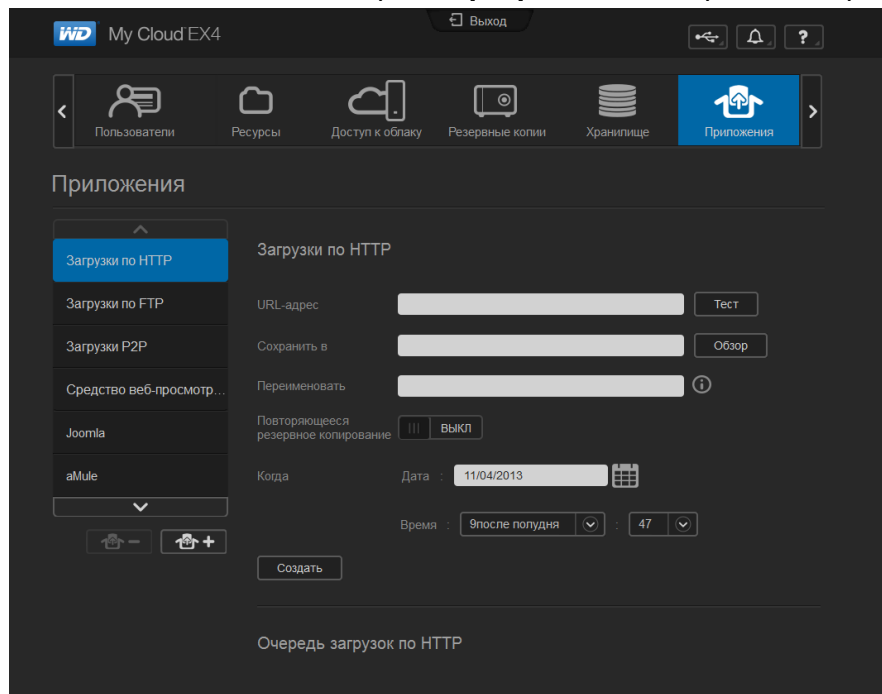 WD My Cloud EX4
Выход
?
Пользователи
Ресурсы
Доступ к облаку
Резервные копии
Хранилище
Приложения
Приложения
Загрузки по HTTP
Загрузки по FTP
Загрузки P2P
Средство веб-просмотр...
Joomla
aMule
Загрузки по HTTP
URL-адрес
Тест
Сохранить в
Обзор
Переименовать
Повторяющееся
резервное копирование
ВЫКЛ
Когда Дата : 11/04/2013
Время : 9после полудня : 47
Создать
Очередь загрузок по HTTP